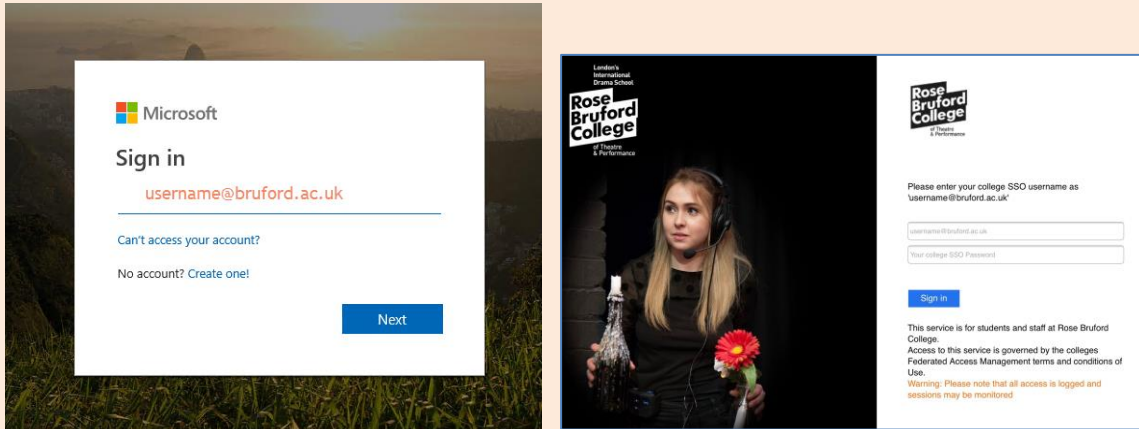 Microsoft
Sign in
username@bruford.ac.uk
Can't access your account?
No account? Create one!
Next
London's
International
Drama School
Rose
Bruford
College
of Theatre
& Performance
Rose
Bruford
College
of Theatre
& Performance
Please enter your college SSO username as
'username@bruford.ac.uk'
username@bruford.ac.uk
Your college SSO Password
Sign in
This service is for students and staff at Rose Bruford
College.
Access to this service is governed by the colleges
Federated Access Management terms and conditions of
Use.
Warning: Please note that all access is logged and
sessions may be monitored